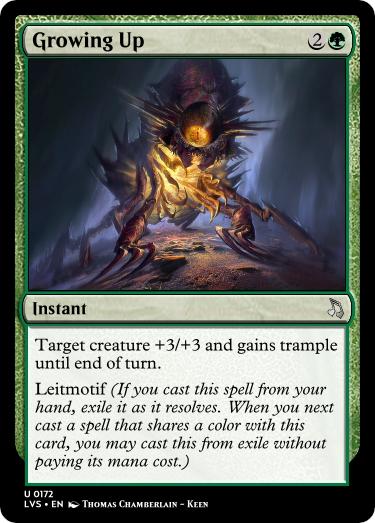 Growing Up 2
Instant
Target creature +3/+3 and gains trample
until end of turn.
Leitmotif (If you cast this spell from your
hand, exile it as it resolves. When you next
cast a spell that shares a color with this
card, you may cast this from exile without
paying its mana cost.)
U 0172
LVS • EN Thomas Chamberlain – Keen